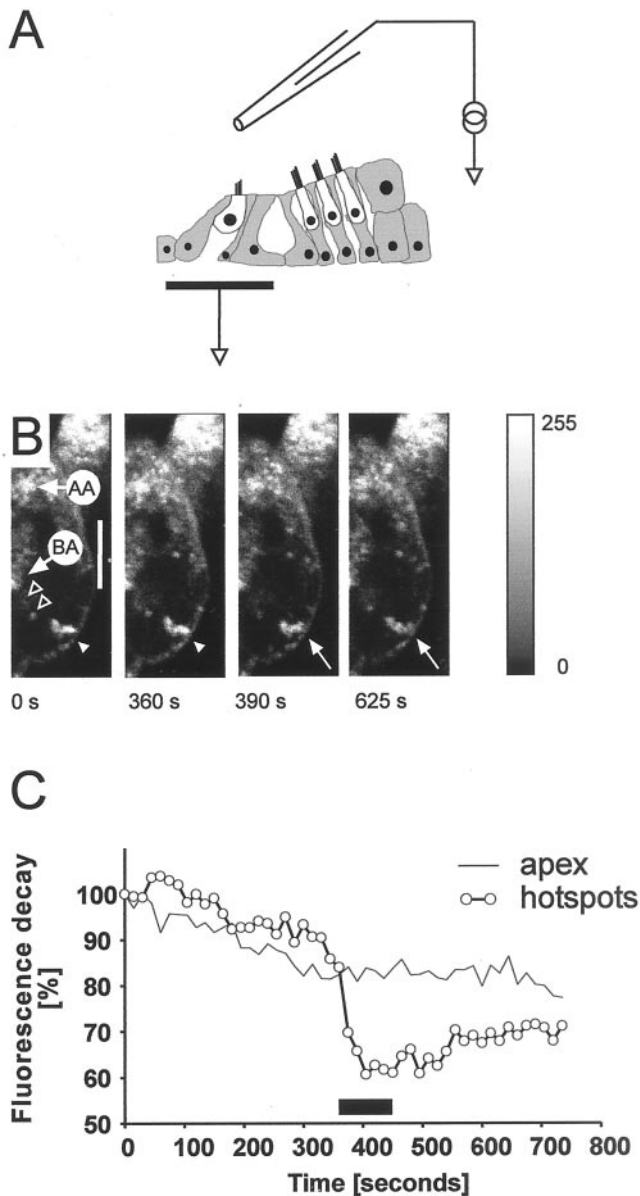 A
B
AA
BA
0 s
360 s
390 s
625 s
255
0
C
apex
hotspots
Fluorescence decay
[%]
100
90
80
70
60
50
0 100 200 300 400 500 600 700 800
Time [seconds]